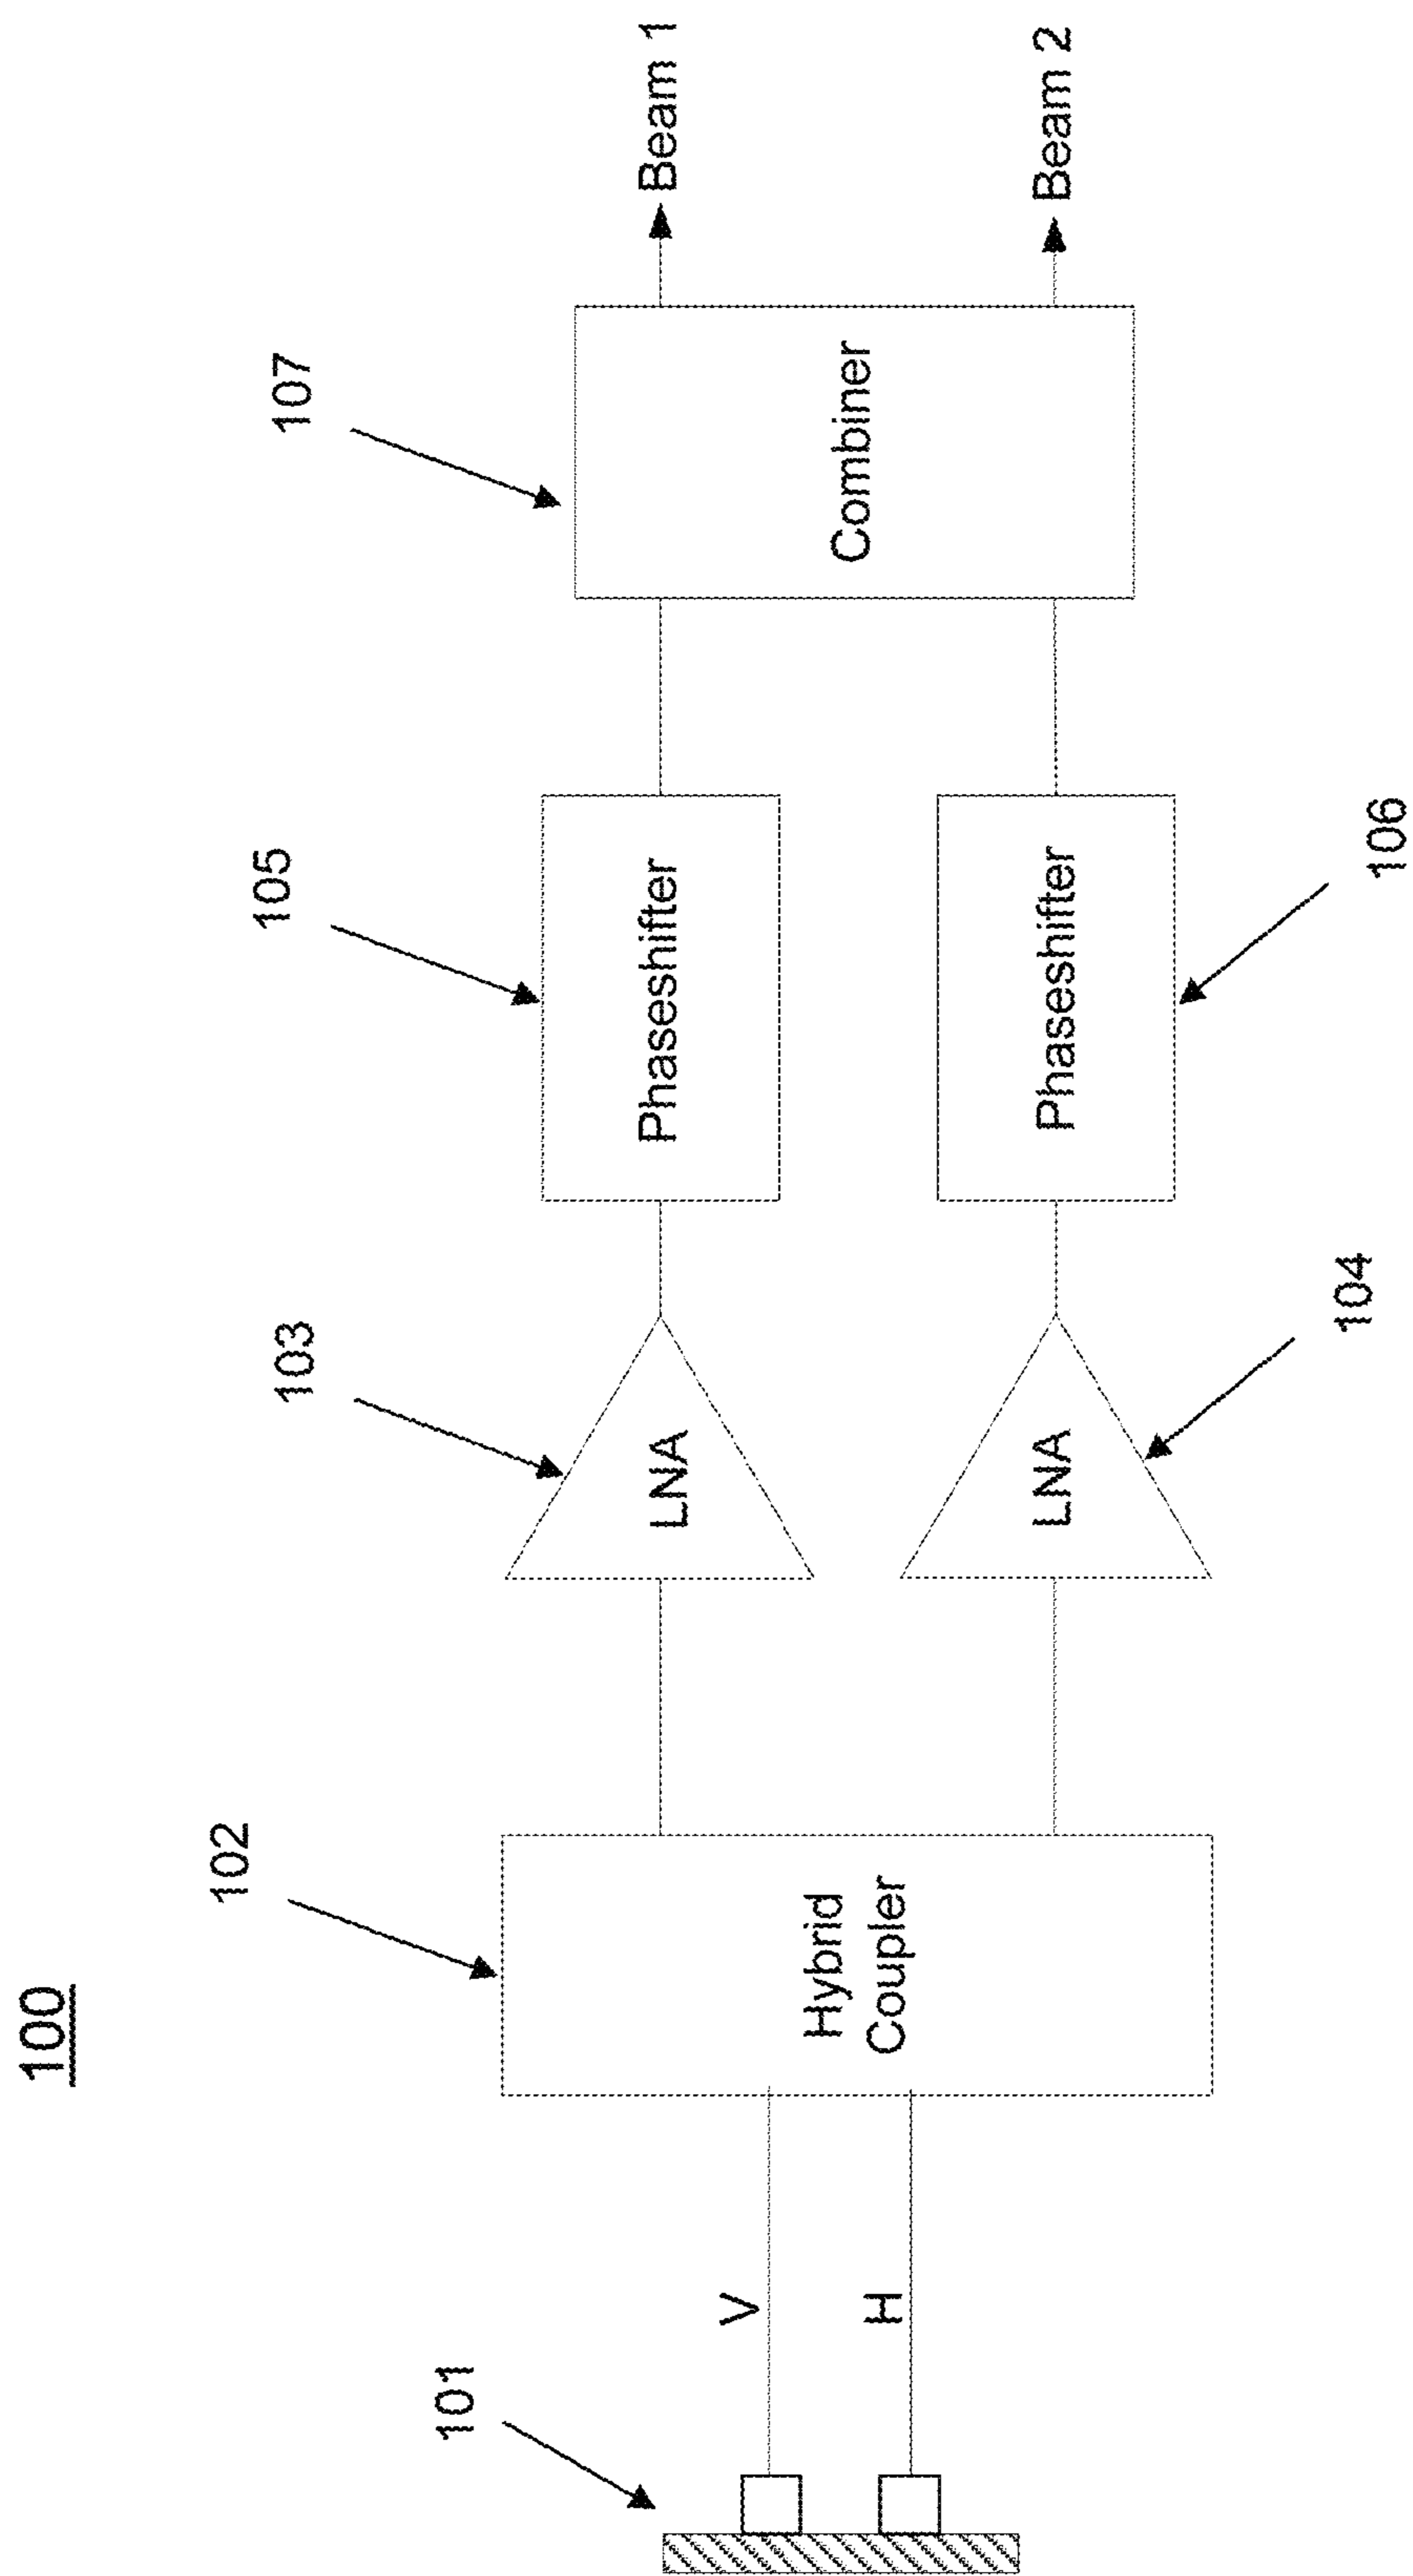 100
101
V
H
102
Hybrid
Coupler
103
LNA
LNA
104
105
Phaseshifter
Phaseshifter
106
107
Combiner
Beam 1
Beam 2